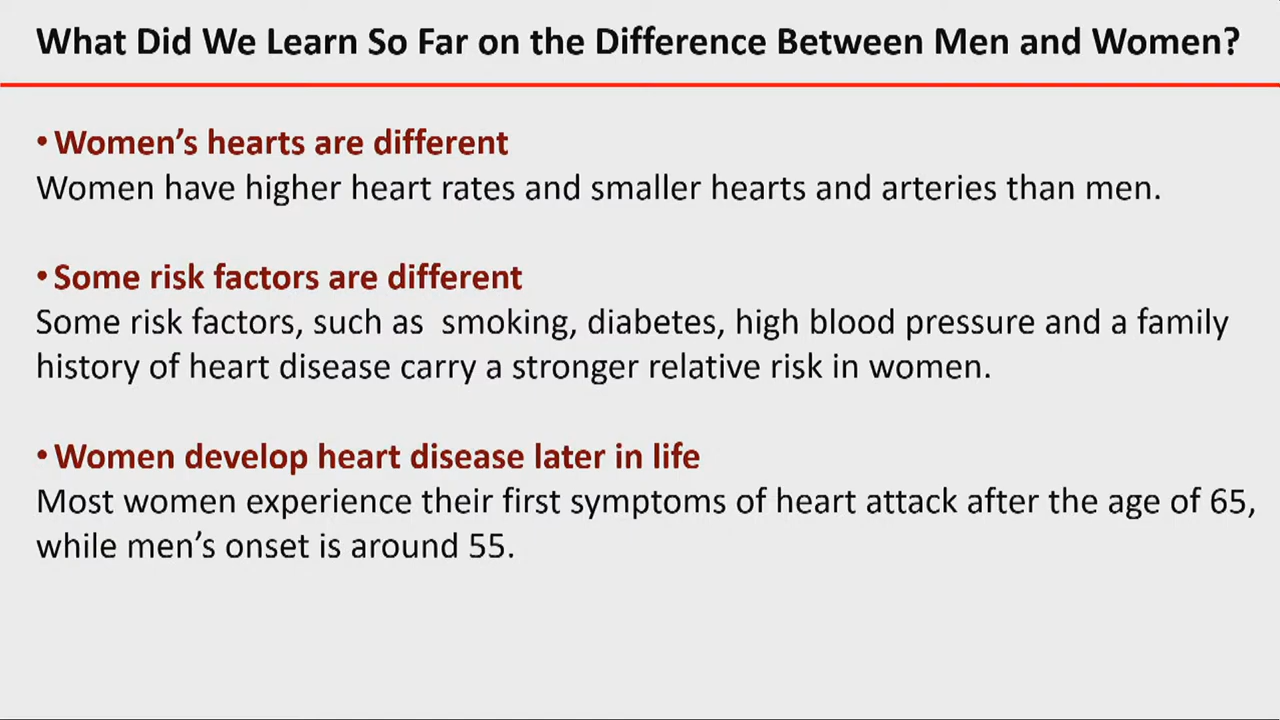 What Did We Learn So Far on the Difference Between Men and Women?
• Women’s hearts are different
Women have higher heart rates and smaller hearts and arteries than men.
• Some risk factors are different
Some risk factors, such as  smoking, diabetes, high blood pressure and a family
history of heart disease carry a stronger relative risk in women.
• Women develop heart disease later in life
Most women experience their first symptoms of heart attack after the age of 65,
while men’s onset is around 55.